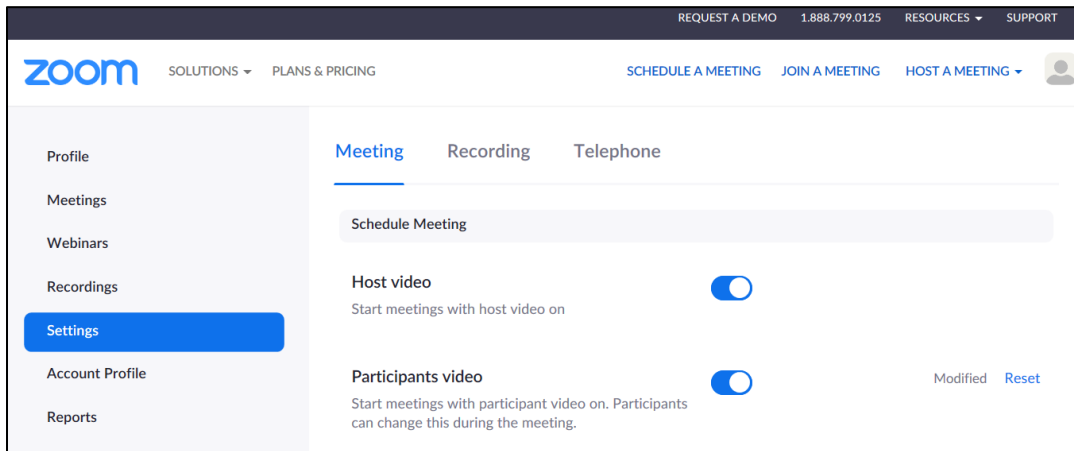 REQUEST A DEMO 1.888.799.0125 RESOURCES SUPPORT
zoom SOLUTIONS PLANS & PRICING SCHEDULE A MEETING JOIN A MEETING HOST A MEETING
Profile
Meetings
Webinars
Recordings
Settings
Account Profile
Reports
Meeting Recording Telephone
Schedule Meeting
Host video
Start meetings with host video on
Participants video
Modified Reset
Start meetings with participant video on. Participants
can change this during the meeting.